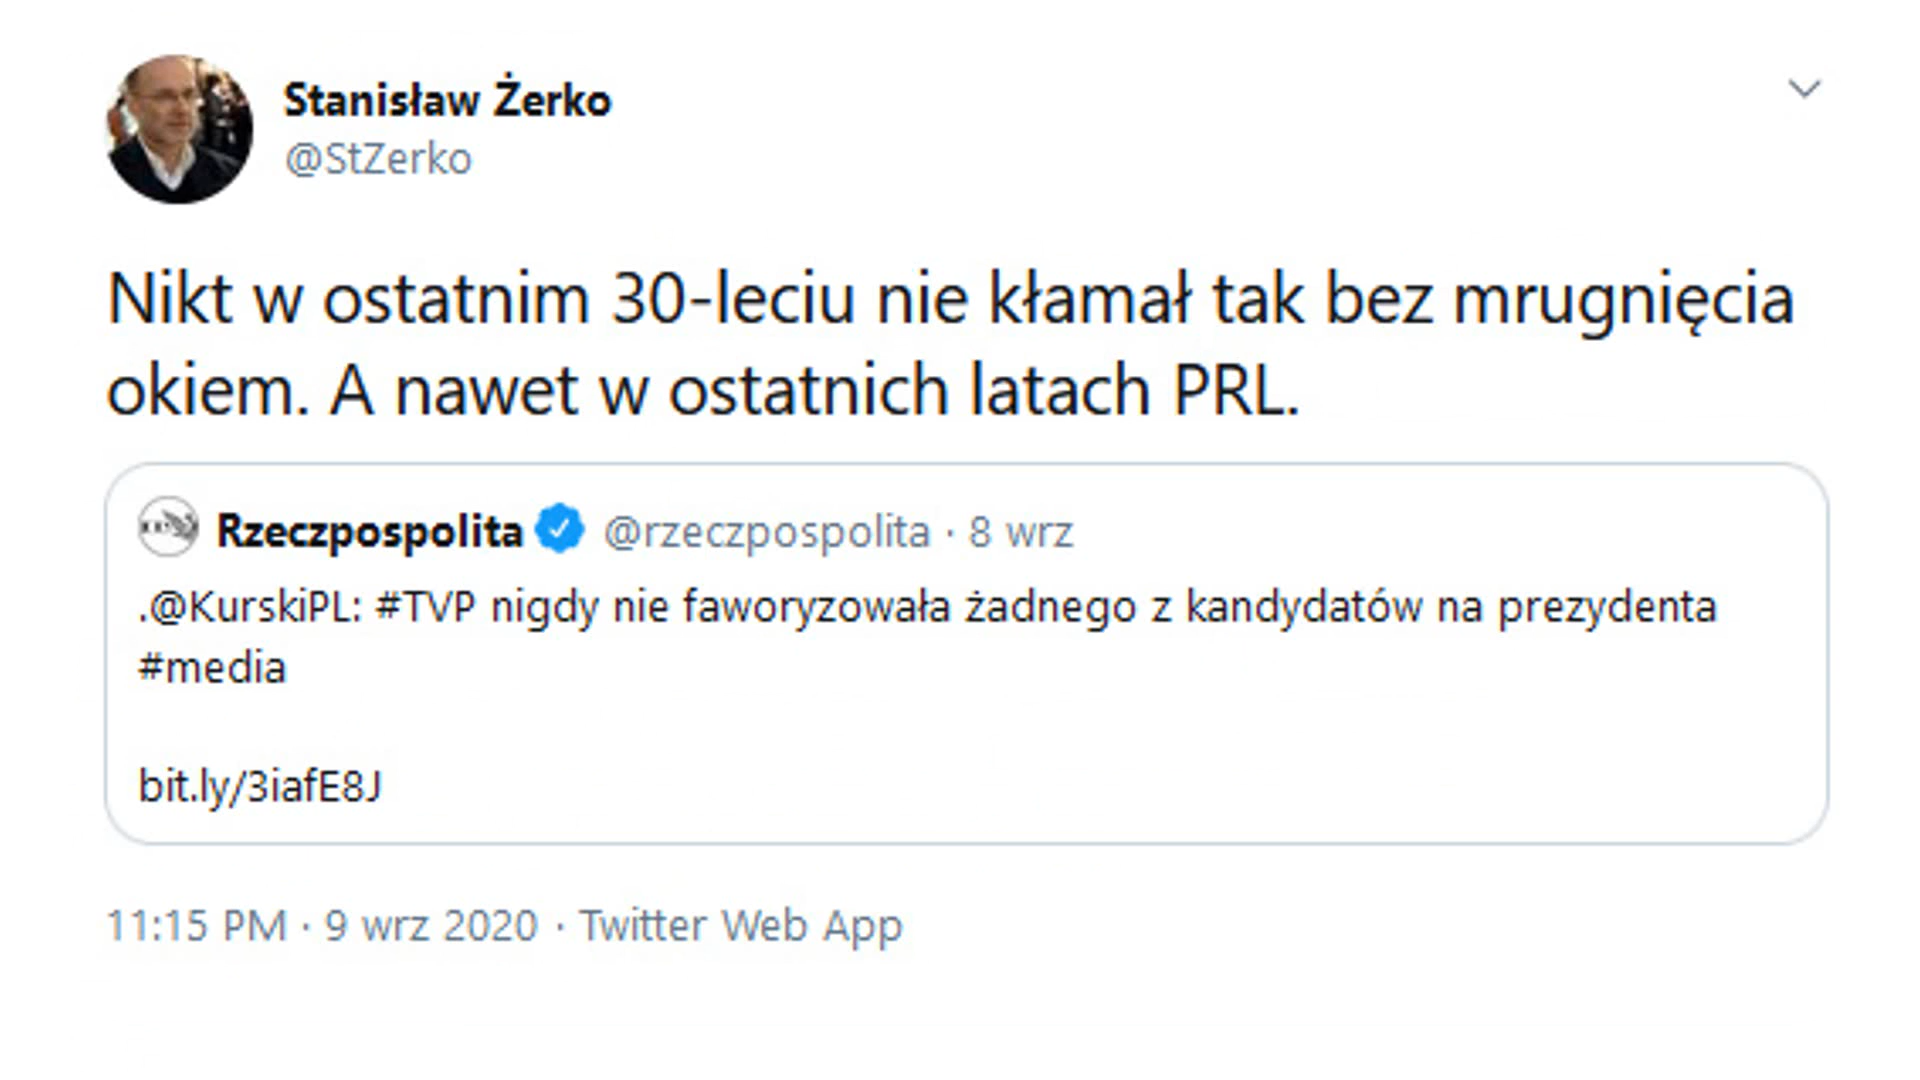 Stanisław Żerko
@StZerko
Nikt w ostatnim 30-leciu nie kłamał tak bez mrugnięcia
okiem. A nawet w ostatnich latach PRL.
Rzeczpospolita @rzeczpospolita · 8 wrz
.@KurskiPL: #TVP nigdy nie faworyzowała żadnego z kandydatów na prezydenta
#media
bit.ly/3iafE8J
11:15 PM · 9 wrz 2020 · Twitter Web App